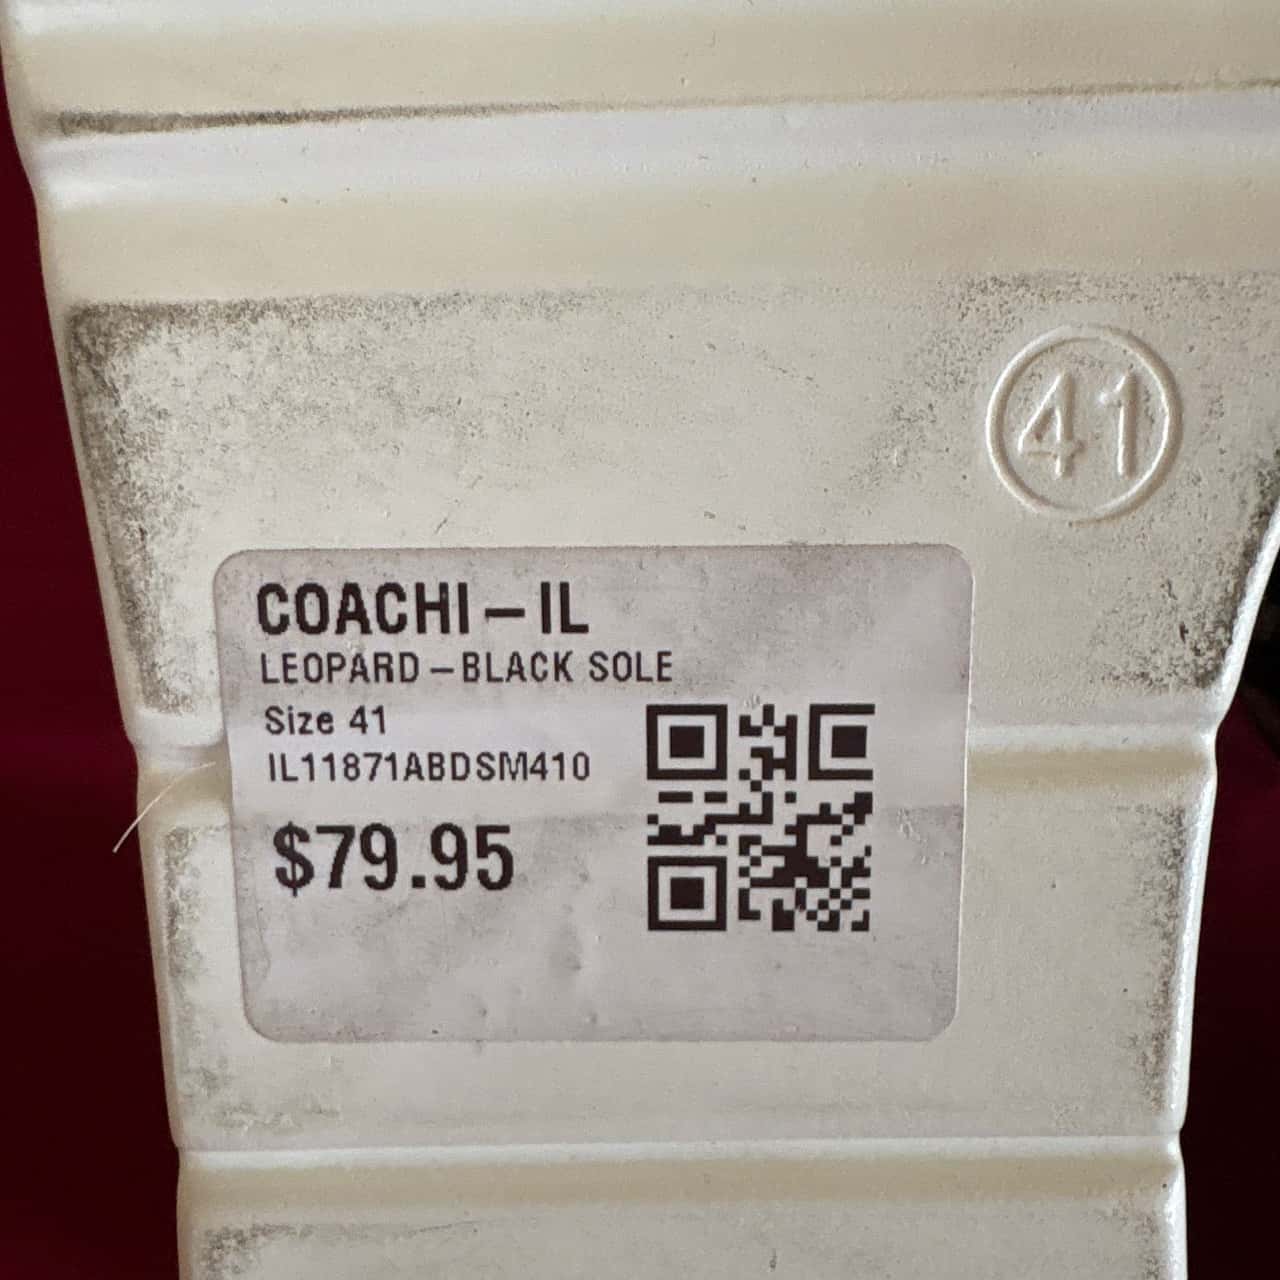 41
COACHI – IL
LEOPARD – BLACK SOLE
Size 41
IL11871ABDSM410
$79.95